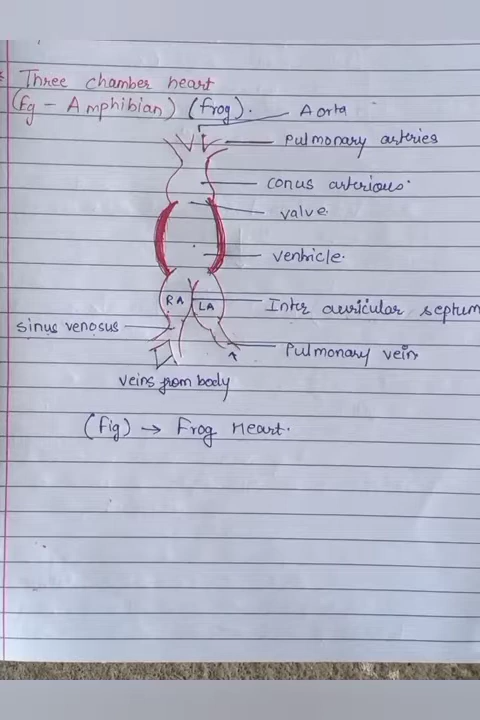 Three chamber heart
(Eg - Amphibian) (frog).
Aorta
Pulmonary arteries
conus arterious.
valve.
ventricle.
RA
LA
Inter auricular septum
sinus venosus
Pulmonary vein
veins from body
(fig) → Frog Heart.